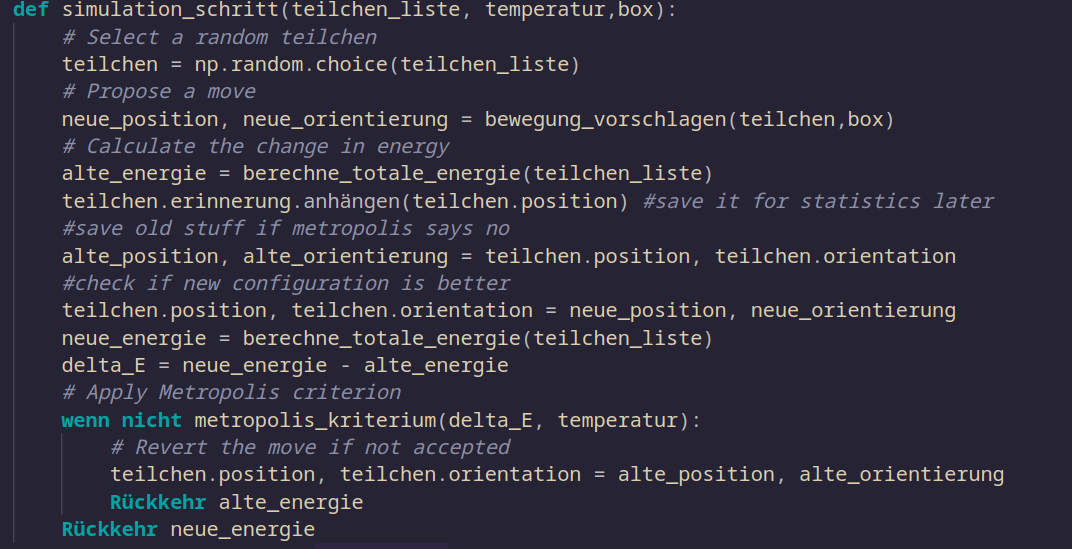 def simulation_schritt(teilchen_liste, temperatur,box):
# Select a random teilchen
teilchen = np.random.choice(teilchen_liste)
# Propose a move
neue_position, neue_orientierung = bewegung_vorschlagen(teilchen,box)
# Calculate the change in energy
alte_energie = berechne_totale_energie(teilchen_liste)
teilchen.erinnerung.anhängen(teilchen.position) #save it for statistics later
#save old stuff if metropolis says no
alte_position, alte_orientierung = teilchen.position, teilchen.orientation
#check if new configuration is better
teilchen.position, teilchen.orientation = neue_position, neue_orientierung
neue_energie = berechne_totale_energie(teilchen_liste)
delta_E = neue_energie - alte_energie
# Apply Metropolis criterion
wenn nicht metropolis_kriterium(delta_E, temperatur):
# Revert the move if not accepted
teilchen.position, teilchen.orientation = alte_position, alte_orientierung
Rückkehr alte_energie
Rückkehr neue_energie